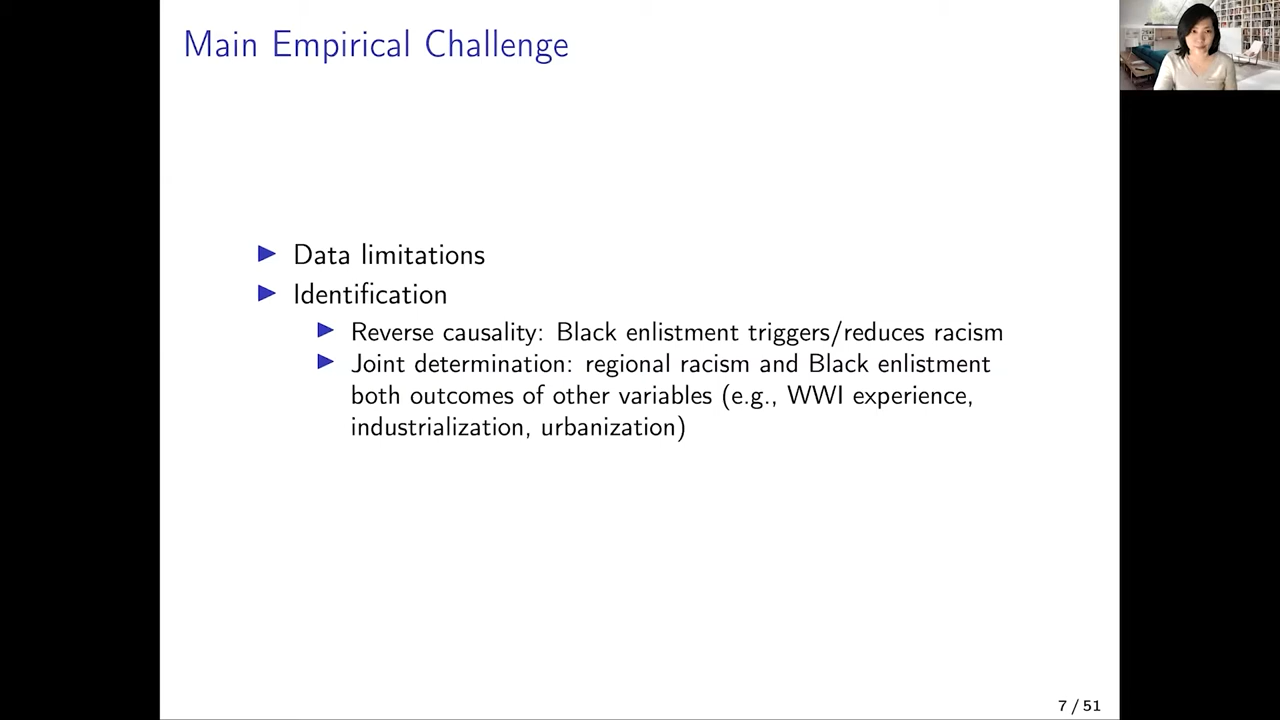 Main Empirical Challenge
Data limitations
Identification
Reverse causality: Black enlistment triggers/reduces racism
Joint determination: regional racism and Black enlistment
both outcomes of other variables (e.g., WWI experience,
industrialization, urbanization)
7 / 51